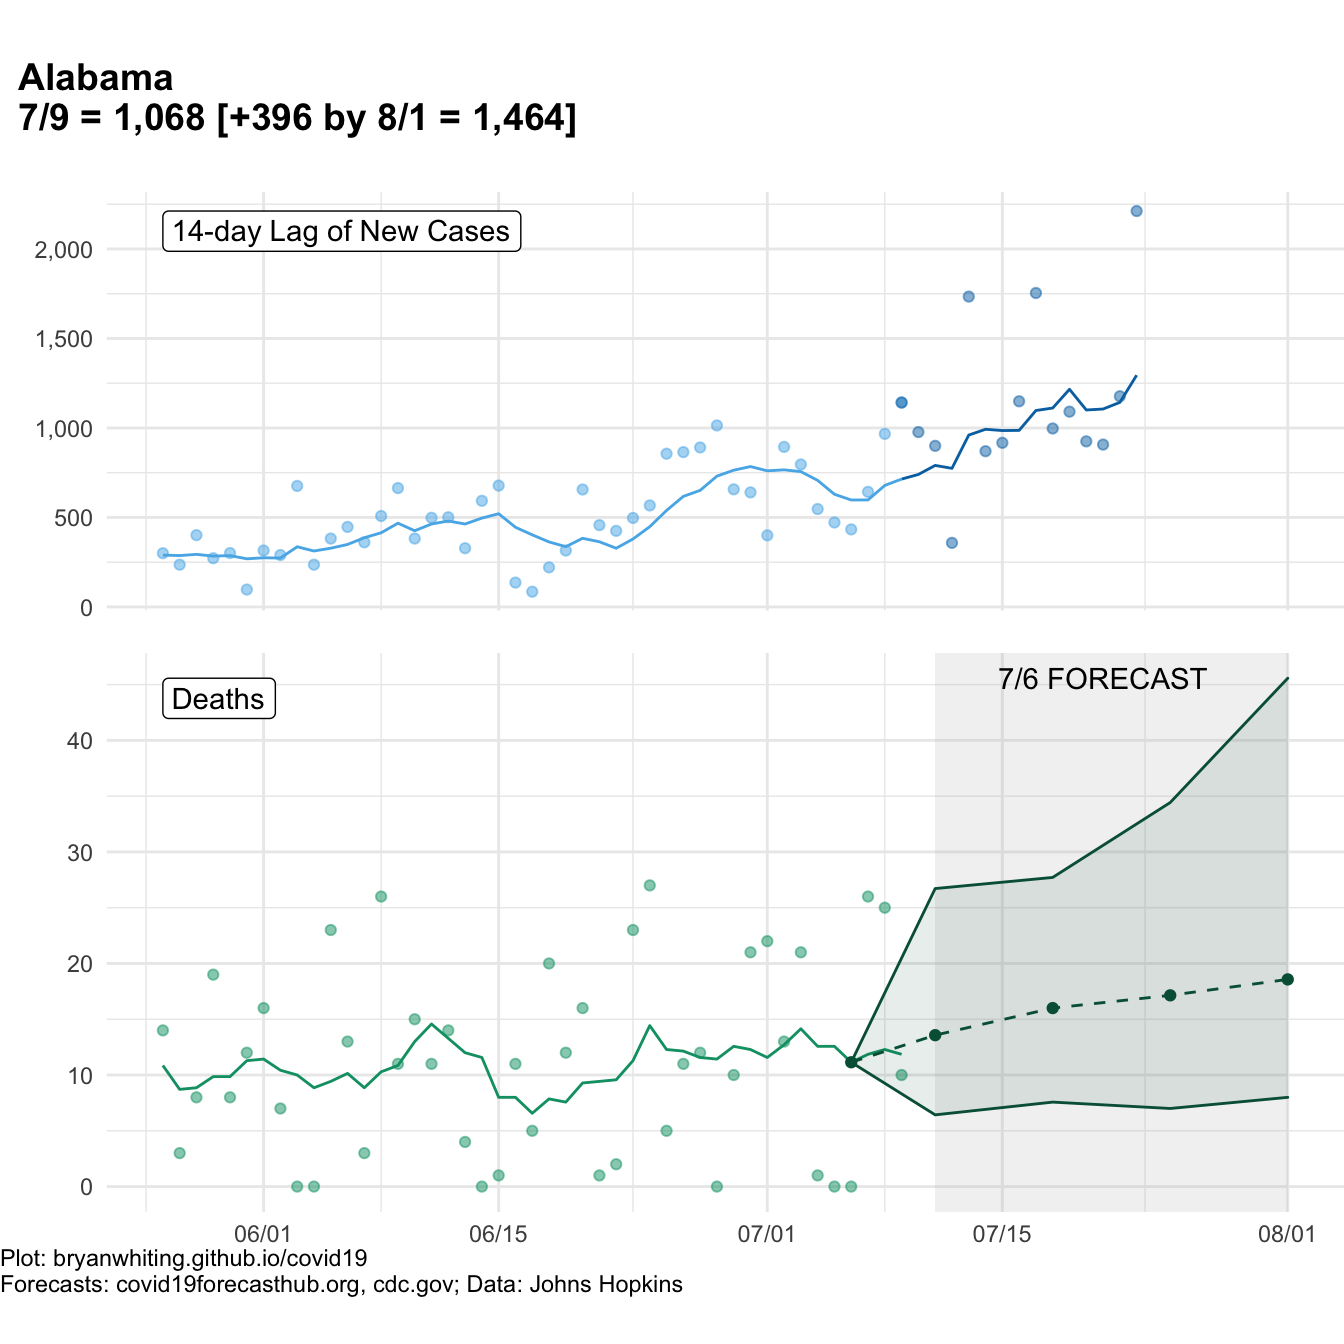 Alabama
7/9 = 1,068 [+396 by 8/1 = 1,464]
14-day Lag of New Cases
2,000
1,500
1,000
500
0
7/6 FORECAST
Deaths
40
30
20
10
0
06/01 06/15 07/01 07/15 08/01
Plot: bryanwhiting.github.io/covid19
Forecasts: covid19forecasthub.org, cdc.gov; Data: Johns Hopkins